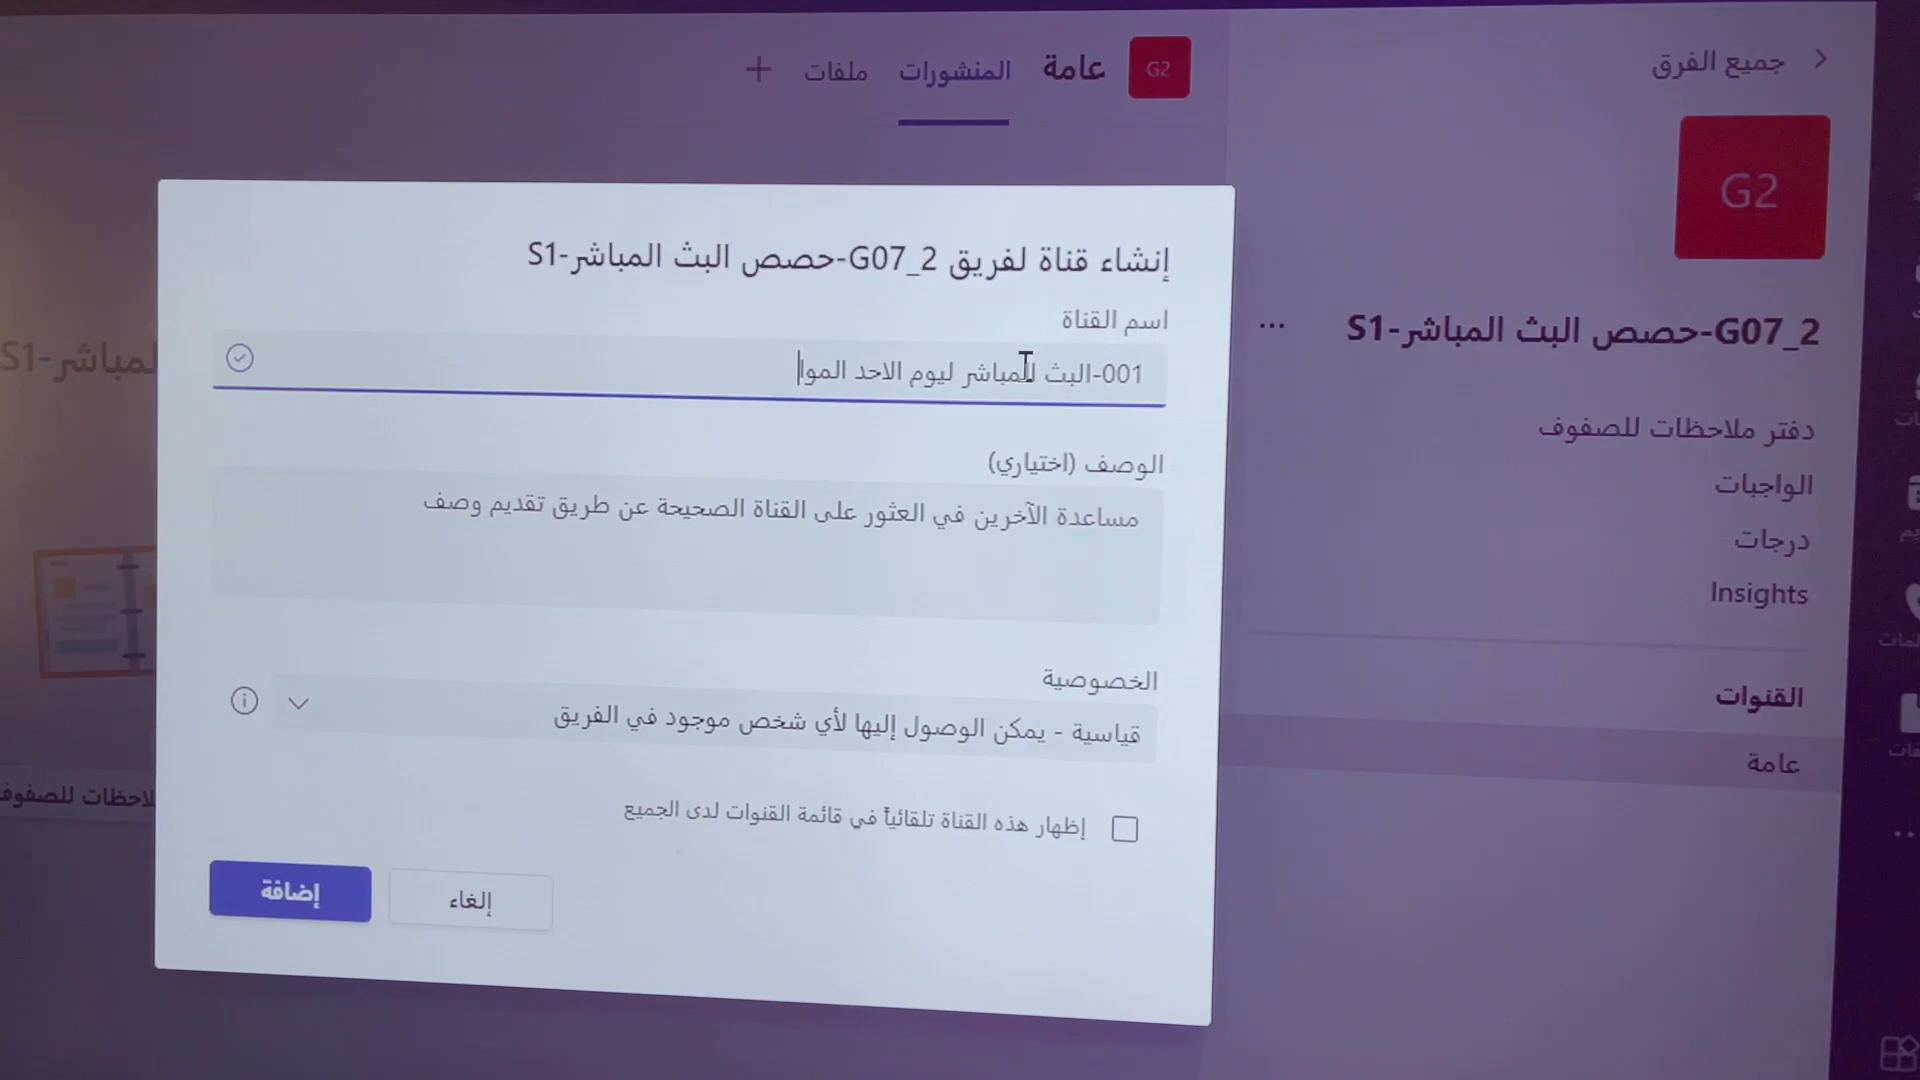 جميع الفرق
G2
عامة
المنشورات
ملفات
G2
G07_2-حصص البث المباشر-S1
...
دفتر ملاحظات للصفوف
الواجبات
درجات
Insights
القنوات
عامة
إنشاء قناة لفريق G07_2-حصص البث المباشر-S1
اسم القناة
001-البث المباشر ليوم الاحد الموا
الوصف (اختياري)
مساعدة الآخرين في العثور على القناة الصحيحة عن طريق تقديم وصف
الخصوصية
قياسية - يمكن الوصول إليها لأي شخص موجود في الفريق
إظهار هذه القناة تلقائياً في قائمة القنوات لدى الجميع
إلغاء
إضافة
لمباشر-S1
للصفوف